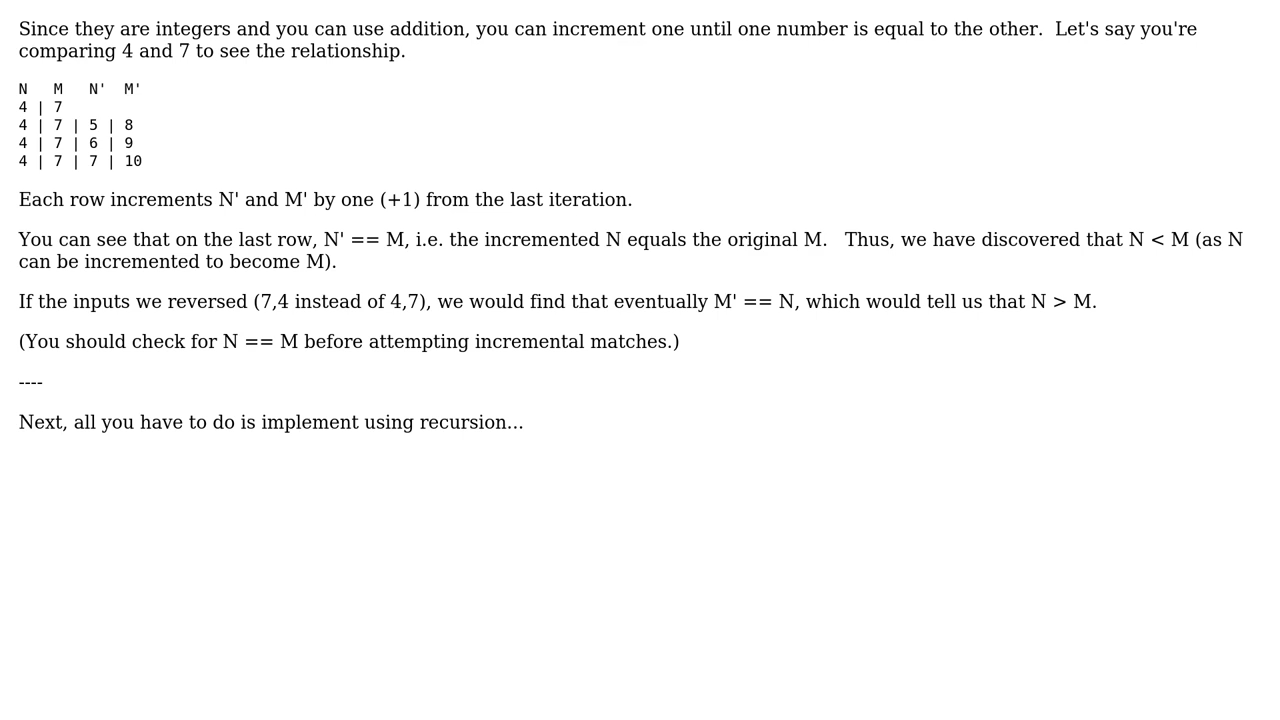 Since they are integers and you can use addition, you can increment one until one number is equal to the other.  Let's say you're
comparing 4 and 7 to see the relationship.
N   M   N'  M'
4 | 7
4 | 7 | 5 | 8
4 | 7 | 6 | 9
4 | 7 | 7 | 10
Each row increments N' and M' by one (+1) from the last iteration.
You can see that on the last row, N' == M, i.e. the incremented N equals the original M.   Thus, we have discovered that N < M (as N
can be incremented to become M).
If the inputs we reversed (7,4 instead of 4,7), we would find that eventually M' == N, which would tell us that N > M.
(You should check for N == M before attempting incremental matches.)
----
Next, all you have to do is implement using recursion...